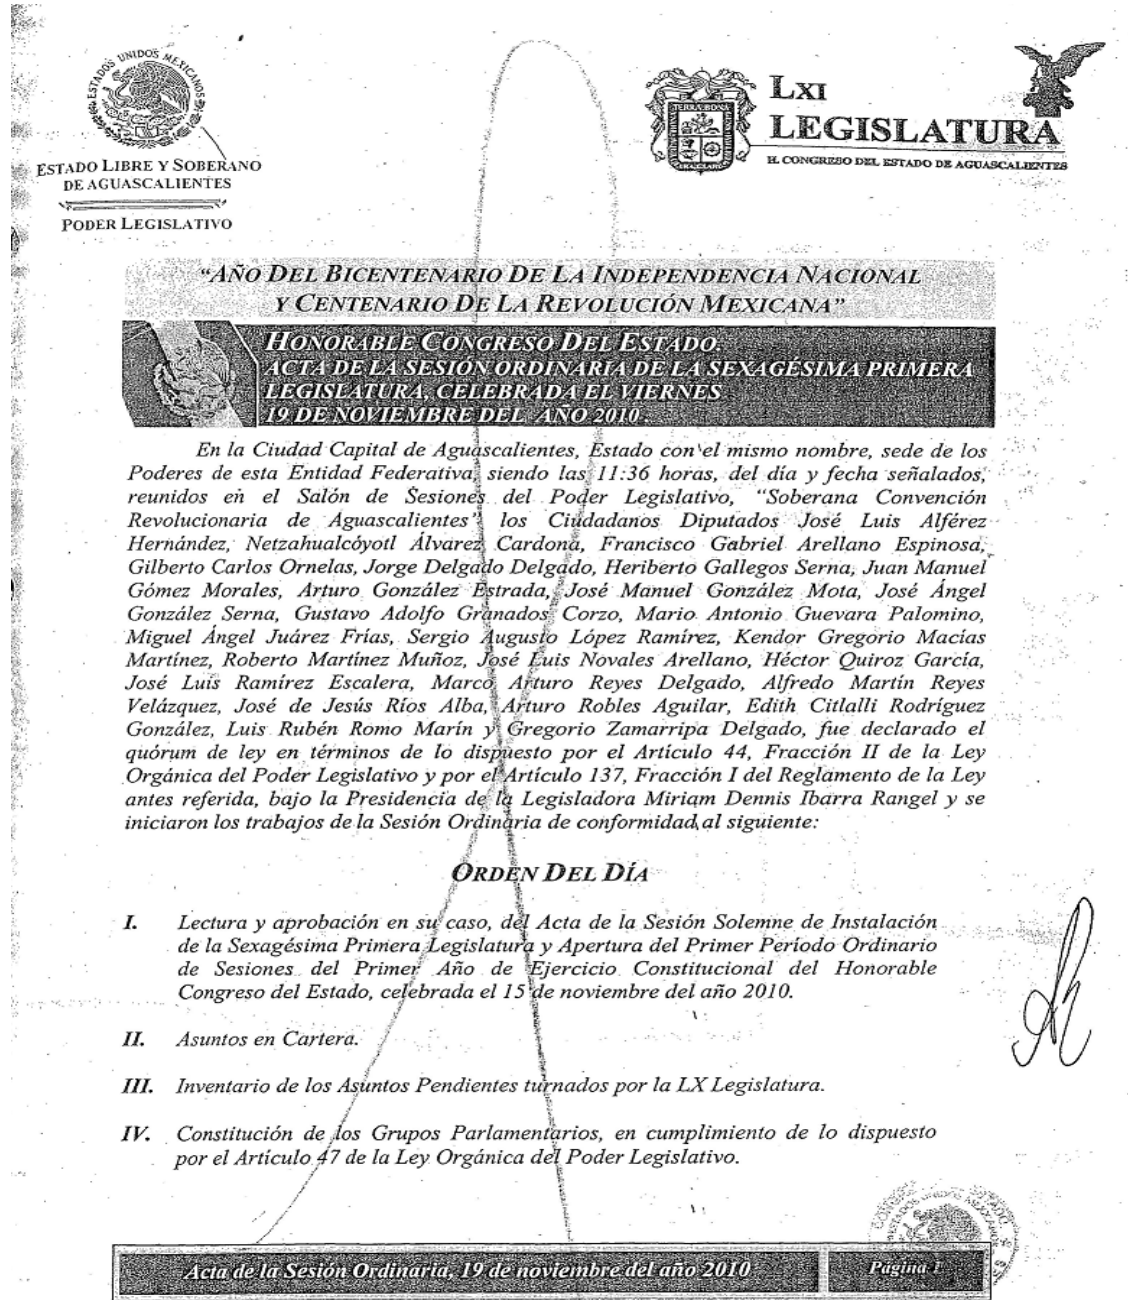 ESTADOS UNIDOS MEXICANOS
ESTADO LIBRE Y SOBERANO
DE AGUASCALIENTES
PODER LEGISLATIVO
TERRA BONA
LXI
LEGISLATURA
H. CONGRESO DEL ESTADO DE AGUASCALIENTES
“AÑO DEL BICENTENARIO DE LA INDEPENDENCIA NACIONAL
Y CENTENARIO DE LA REVOLUCIÓN MEXICANA”
HONORABLE CONGRESO DEL ESTADO.
ACTA DE LA SESIÓN ORDINARIA DE LA SEXAGÉSIMA PRIMERA
LEGISLATURA, CELEBRADA EL VIERNES
19 DE NOVIEMBRE DEL AÑO 2010.
En la Ciudad Capital de Aguascalientes, Estado con el mismo nombre, sede de los
Poderes de esta Entidad Federativa, siendo las 11:36 horas, del día y fecha señalados,
reunidos en el Salón de Sesiones del Poder Legislativo, “Soberana Convención
Revolucionaria de Aguascalientes” los Ciudadanos Diputados José Luis Alférez
Hernández, Netzahualcóyotl Álvarez Cardona, Francisco Gabriel Arellano Espinosa,
Gilberto Carlos Ornelas, Jorge Delgado Delgado, Heriberto Gallegos Serna, Juan Manuel
Gómez Morales, Arturo González Estrada, José Manuel González Mota, José Ángel
González Serna, Gustavo Adolfo Granados Corzo, Mario Antonio Guevara Palomino,
Miguel Ángel Juárez Frías, Sergio Augusto López Ramírez, Kendor Gregorio Macías
Martínez, Roberto Martínez Muñoz, José Luis Novales Arellano, Héctor Quiroz García,
José Luis Ramírez Escalera, Marco Arturo Reyes Delgado, Alfredo Martín Reyes
Velázquez, José de Jesús Ríos Alba, Arturo Robles Aguilar, Edith Citlalli Rodríguez
González, Luis Rubén Romo Marín y Gregorio Zamarripa Delgado, fue declarado el
quórum de ley en términos de lo dispuesto por el Artículo 44, Fracción II de la Ley
Orgánica del Poder Legislativo y por el Artículo 137, Fracción I del Reglamento de la Ley
antes referida, bajo la Presidencia de la Legisladora Miriam Dennis Ibarra Rangel y se
iniciaron los trabajos de la Sesión Ordinaria de conformidad al siguiente:
ORDEN DEL DÍA
I. Lectura y aprobación en su caso, del Acta de la Sesión Solemne de Instalación
de la Sexagésima Primera Legislatura y Apertura del Primer Período Ordinario
de Sesiones del Primer Año de Ejercicio Constitucional del Honorable
Congreso del Estado, celebrada el 15 de noviembre del año 2010.
II. Asuntos en Cartera.
III. Inventario de los Asuntos Pendientes turnados por la LX Legislatura.
IV. Constitución de los Grupos Parlamentarios, en cumplimiento de lo dispuesto
por el Artículo 47 de la Ley Orgánica del Poder Legislativo.
Acta de la Sesión Ordinaria, 19 de noviembre del año 2010
Página 1